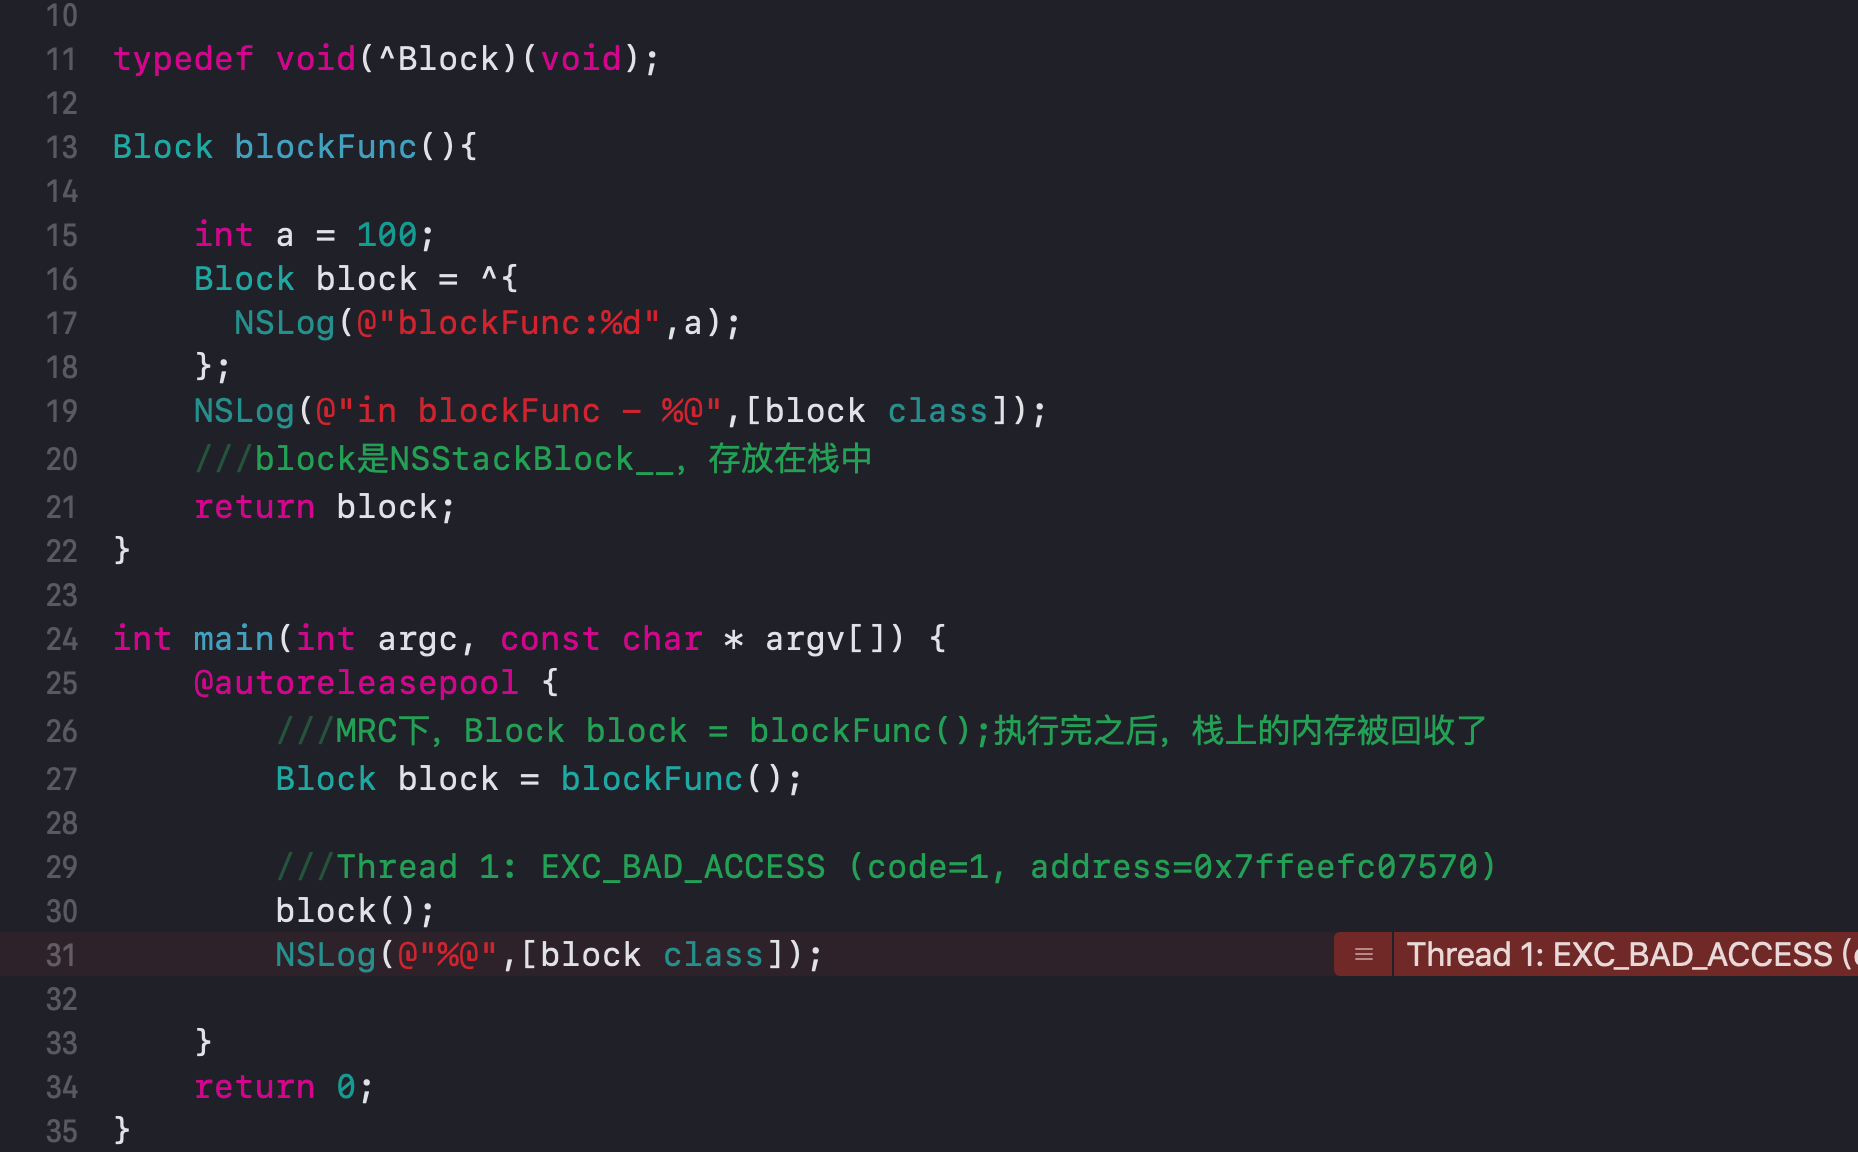 10
11 typedef void(^Block)(void);
12
13 Block blockFunc(){
14
15     int a = 100;
16     Block block = ^{
17       NSLog(@"blockFunc:%d",a);
18     };
19     NSLog(@"in blockFunc - %@",[block class]);
20     ///block是NSStackBlock__, 存放在栈中
21     return block;
22 }
23
24 int main(int argc, const char * argv[]) {
25     @autoreleasepool {
26         ///MRC下, Block block = blockFunc();执行完之后, 栈上的内存被回收了
27         Block block = blockFunc();
28
29         ///Thread 1: EXC_BAD_ACCESS (code=1, address=0x7ffeefc07570)
30         block();
31         NSLog(@"%@",[block class]); Thread 1: EXC_BAD_ACCESS (
32
33     }
34     return 0;
35 }